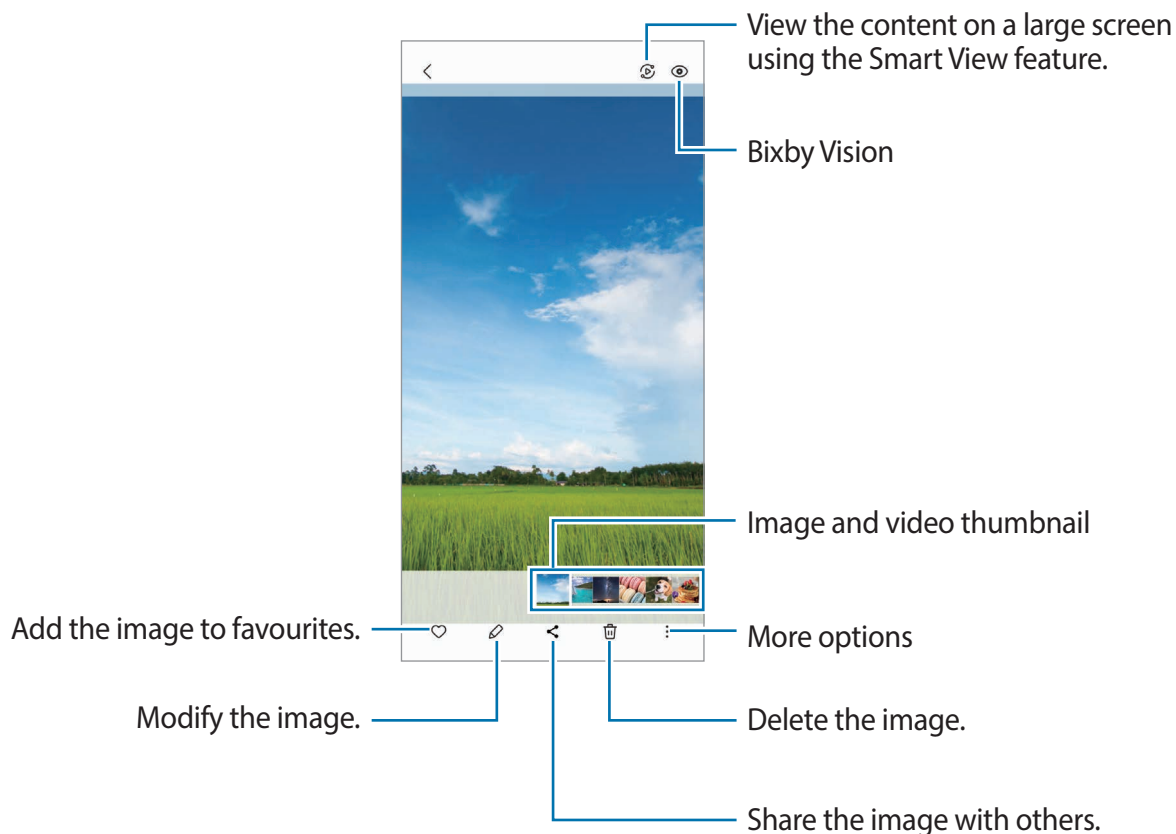 View the content on a large screen
using the Smart View feature.
Bixby Vision
Image and video thumbnail
Add the image to favourites.
More options
Modify the image.
Delete the image.
Share the image with others.